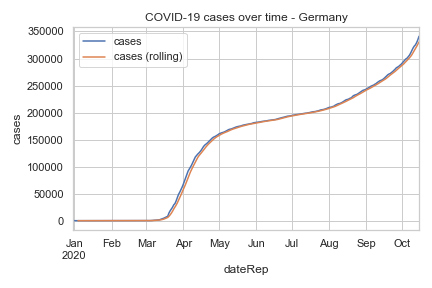 COVID-19 cases over time - Germany
cases
cases (rolling)
350000
300000
250000
200000
150000
100000
50000
0
cases
Jan Feb Mar Apr May Jun Jul Aug Sep Oct
2020
dateRep